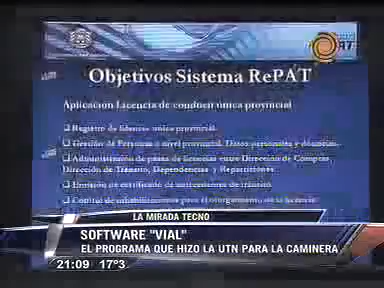 Objetivos Sistema RePAT
Aplicación Licencia de conducir única provincial
Registro de licencia única provincial.
Gestión de Personas a nivel provincial. Datos personales y domicilio.
Administración de pases de licencias entre Dirección de Compras,
Dirección de Tránsito, Dependencias y Reparticiones.
Emisión de certificado de antecedentes de tránsito.
Control de inhabilitaciones para el otorgamiento de la licencia.
LA MIRADA TECNO
SOFTWARE "VIAL"
EL PROGRAMA QUE HIZO LA UTN PARA LA CAMINERA
21:09 17°3